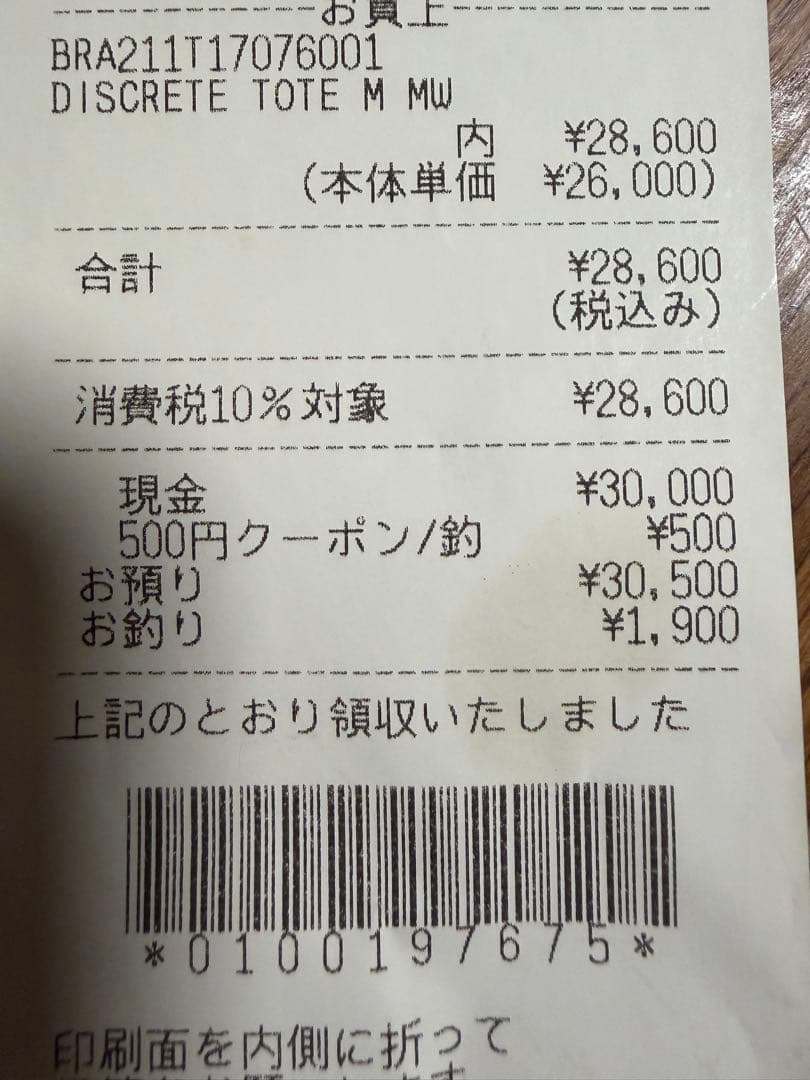 お買上
BRA211T17076001
DISCRETE TOTE M MW
内 ¥28,600
(本体単価 ¥26,000)
合計 ¥28,600
(税込み)
消費税10%対象 ¥28,600
現金 ¥30,000
500円クーポン/釣 ¥500
お預り ¥30,500
お釣り ¥1,900
上記のとおり領収いたしました
*0100197675*
印刷面を内側に折って